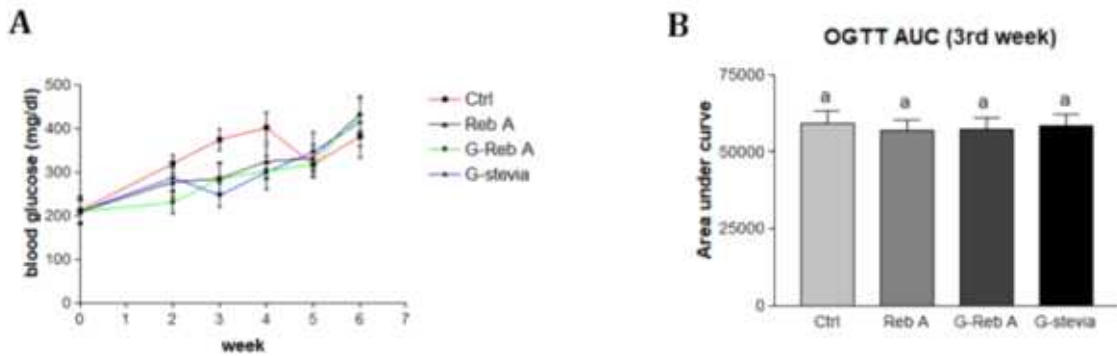 A
blood glucose (mg/dl)
500
400
300
200
100
0
0 1 2 3 4 5 6 7
week
Ctrl
Reb A
G-Reb A
G-stevia
B
OGTT AUC (3rd week)
Area under curve
75000
50000
25000
0
a a a a
Ctrl Reb A G-Reb A G-stevia